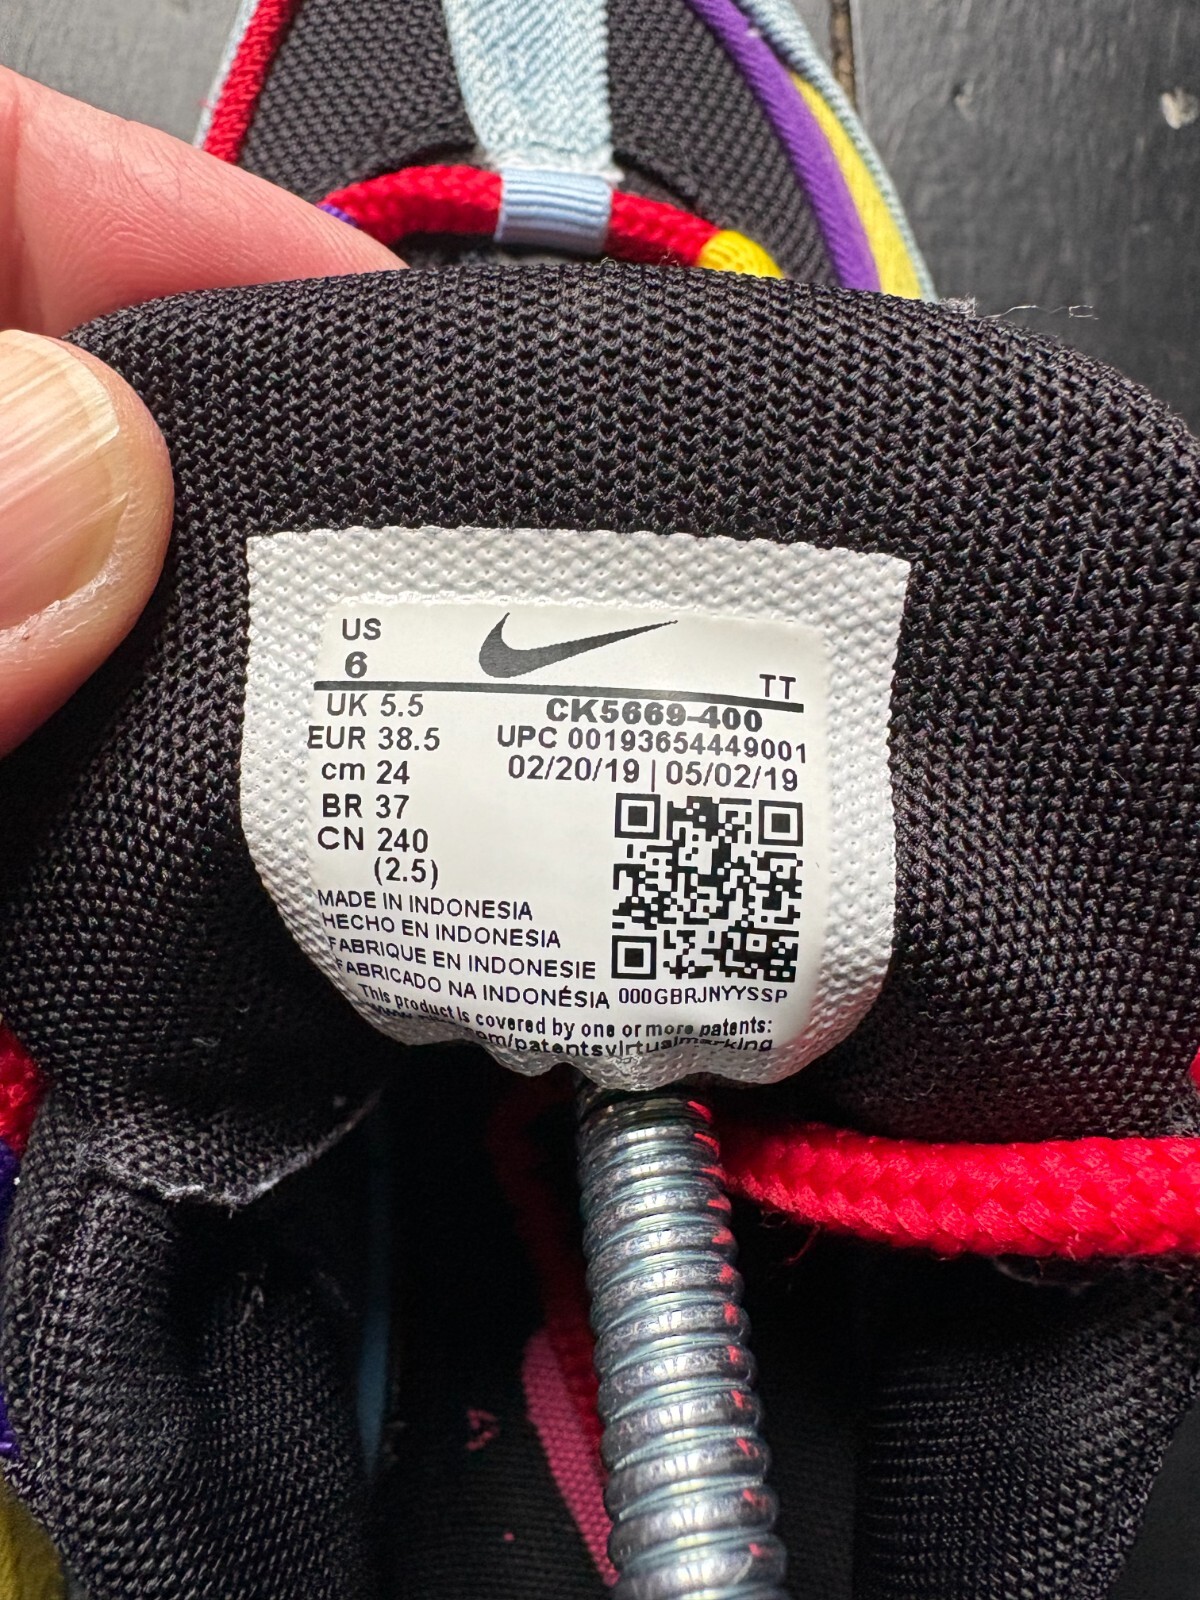 US
6
TT
UK 5.5
CK5669-400
EUR 38.5
UPC 00193654449001
cm 24
02/20/19 | 05/02/19
BR 37
CN 240
(2.5)
MADE IN INDONESIA
HECHO EN INDONESIA
FABRIQUE EN INDONESIE
FABRICADO NA INDONÉSIA
000GBRJNYYSSP
This product is covered by one or more patents:
.com/patentsvirtualmarking